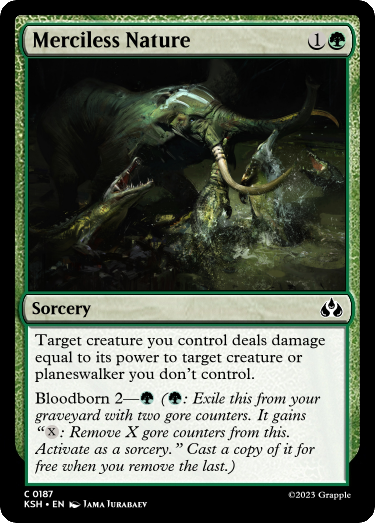 Merciless Nature 1
Sorcery
Target creature you control deals damage
equal to its power to target creature or
planeswalker you don't control.
Bloodborn 2— (: Exile this from your
graveyard with two gore counters. It gains
“X: Remove X gore counters from this.
Activate as a sorcery.” Cast a copy of it for
free when you remove the last.)
C 0187
KSH • EN Jama Jurabaev
©2023 Grapple